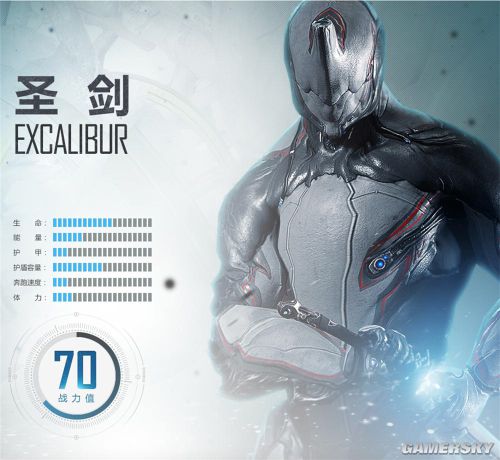 圣 剑
EXCALIBUR
生 命：
能 量：
护 甲：
护盾容量：
奔跑速度：
体 力：
70
战力值
GAMERSKY